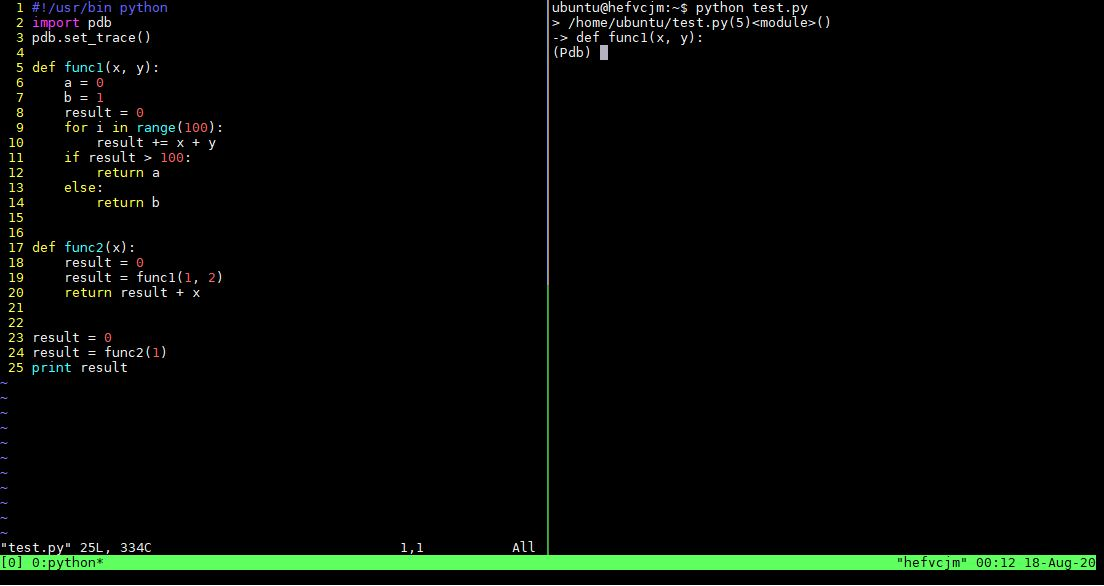 1 #!/usr/bin python
2 import pdb
3 pdb.set_trace()
4
5 def func1(x, y):
6     a = 0
7     b = 1
8     result = 0
9     for i in range(100):
10         result += x + y
11     if result > 100:
12         return a
13     else:
14         return b
15
16
17 def func2(x):
18     result = 0
19     result = func1(1, 2)
20     return result + x
21
22
23 result = 0
24 result = func2(1)
25 print result
~
~
~
~
~
~
~
~
~
~
~
"test.py" 25L, 334C 1,1 All
ubuntu@hefvcjm:~$ python test.py
> /home/ubuntu/test.py(5)<module>()
-> def func1(x, y):
(Pdb)
[0] 0:python* "hefvcjm" 00:12 18-Aug-20